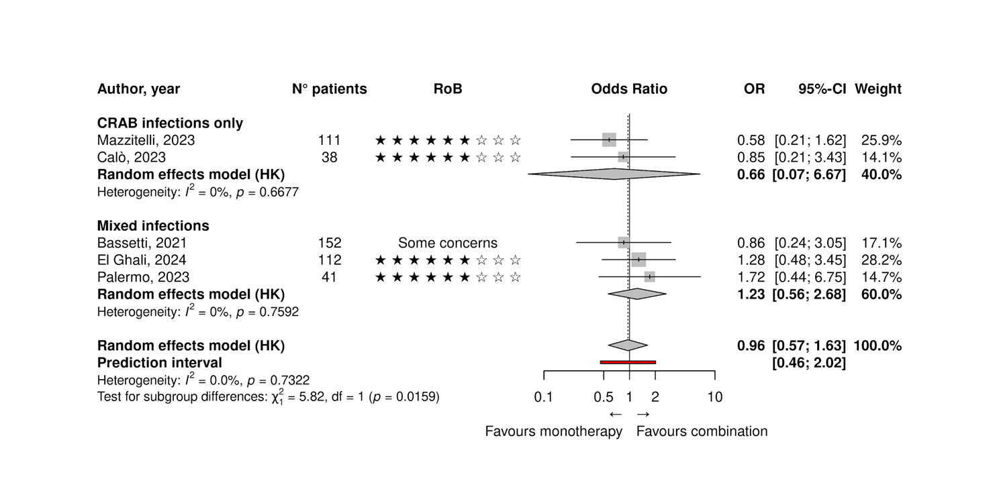 Author, year N° patients RoB Odds Ratio OR 95%-CI Weight
CRAB infections only
Mazzitelli, 2023 111 ★ ★ ★ ★ ★ ★ ☆ ☆ ☆ 0.58 [0.21; 1.62] 25.9%
Calò, 2023 38 ★ ★ ★ ★ ★ ★ ☆ ☆ ☆ 0.85 [0.21; 3.43] 14.1%
Random effects model (HK) 0.66 [0.07; 6.67] 40.0%
Heterogeneity: I² = 0%, p = 0.6677
Mixed infections
Bassetti, 2021 152 Some concerns 0.86 [0.24; 3.05] 17.1%
El Ghali, 2024 112 ★ ★ ★ ★ ★ ★ ☆ ☆ ☆ 1.28 [0.48; 3.45] 28.2%
Palermo, 2023 41 ★ ★ ★ ★ ★ ★ ☆ ☆ ☆ 1.72 [0.44; 6.75] 14.7%
Random effects model (HK) 1.23 [0.56; 2.68] 60.0%
Heterogeneity: I² = 0%, p = 0.7592
Random effects model (HK) 0.96 [0.57; 1.63] 100.0%
Prediction interval [0.46; 2.02]
Heterogeneity: I² = 0.0%, p = 0.7322
Test for subgroup differences: χ²₁ = 5.82, df = 1 (p = 0.0159)
0.1 0.5 1 2 10
← →
Favours monotherapy Favours combination